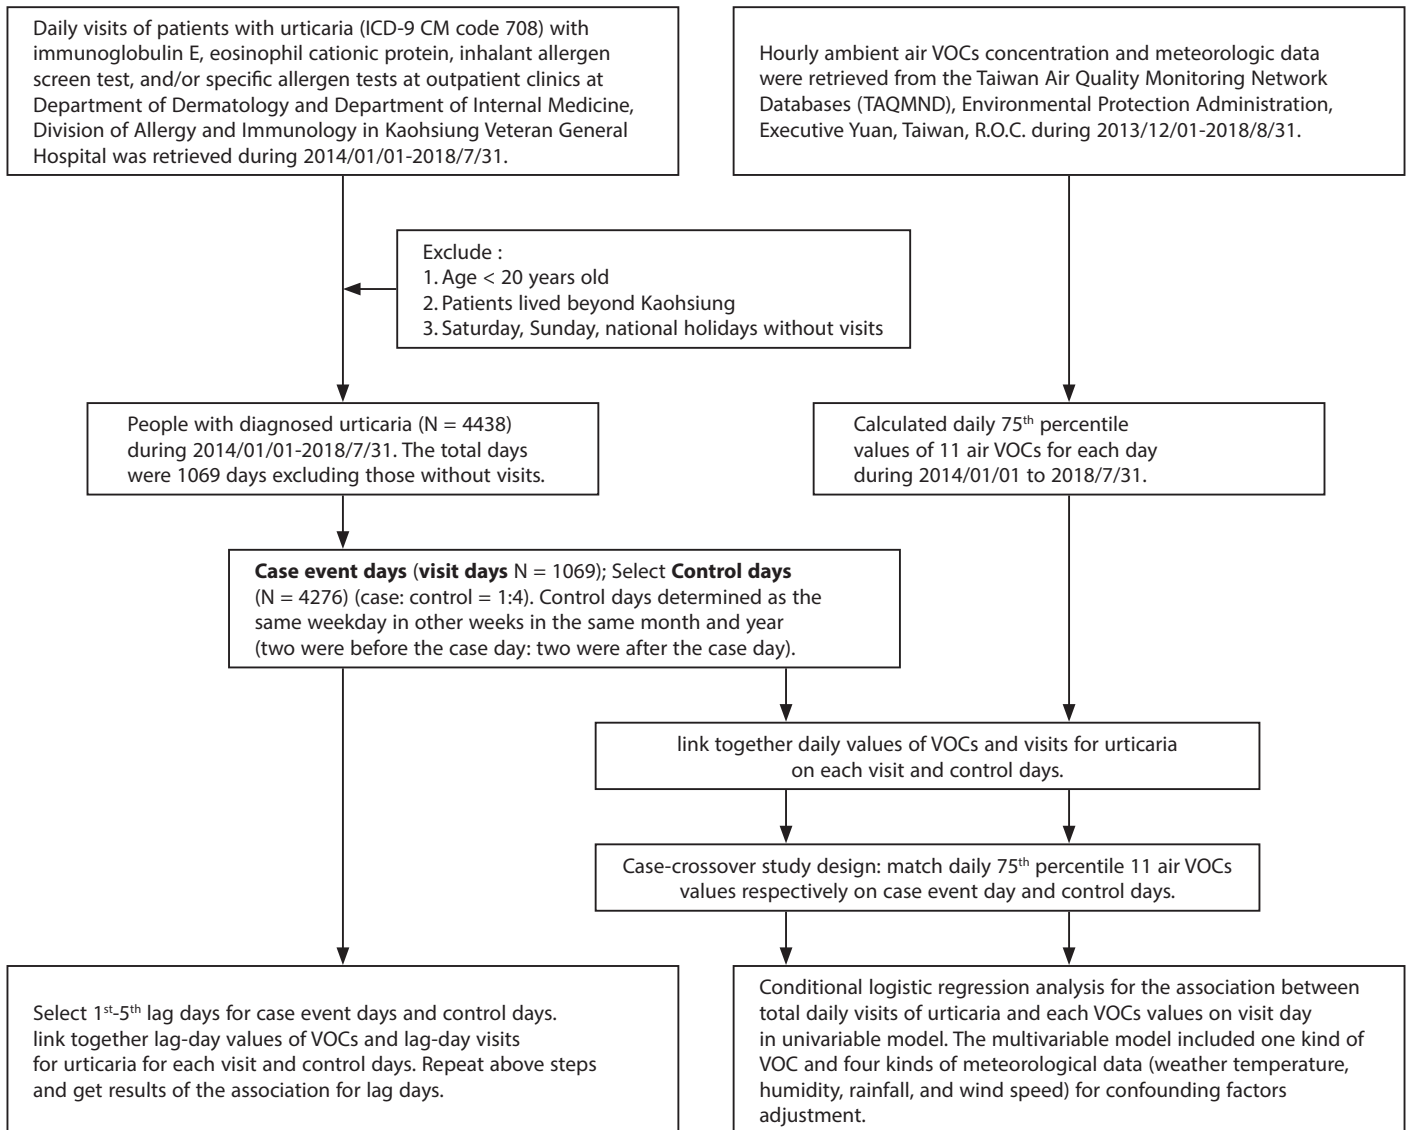 Daily visits of patients with urticaria (ICD-9 CM code 708) with
immunoglobulin E, eosinophil cationic protein, inhalant allergen
screen test, and/or specific allergen tests at outpatient clinics at
Department of Dermatology and Department of Internal Medicine,
Division of Allergy and Immunology in Kaohsiung Veteran General
Hospital was retrieved during 2014/01/01-2018/7/31.
Hourly ambient air VOCs concentration and meteorologic data
were retrieved from the Taiwan Air Quality Monitoring Network
Databases (TAQMND), Environmental Protection Administration,
Executive Yuan, Taiwan, R.O.C. during 2013/12/01-2018/8/31.
Exclude :
1. Age < 20 years old
2. Patients lived beyond Kaohsiung
3. Saturday, Sunday, national holidays without visits
People with diagnosed urticaria (N = 4438)
during 2014/01/01-2018/7/31. The total days
were 1069 days excluding those without visits.
Calculated daily 75th percentile
values of 11 air VOCs for each day
during 2014/01/01 to 2018/7/31.
Case event days (visit days N = 1069); Select Control days
(N = 4276) (case: control = 1:4). Control days determined as the
same weekday in other weeks in the same month and year
(two were before the case day: two were after the case day).
link together daily values of VOCs and visits for urticaria
on each visit and control days.
Case-crossover study design: match daily 75th percentile 11 air VOCs
values respectively on case event day and control days.
Select 1st-5th lag days for case event days and control days.
link together lag-day values of VOCs and lag-day visits
for urticaria for each visit and control days. Repeat above steps
and get results of the association for lag days.
Conditional logistic regression analysis for the association between
total daily visits of urticaria and each VOCs values on visit day
in univariable model. The multivariable model included one kind of
VOC and four kinds of meteorological data (weather temperature,
humidity, rainfall, and wind speed) for confounding factors
adjustment.